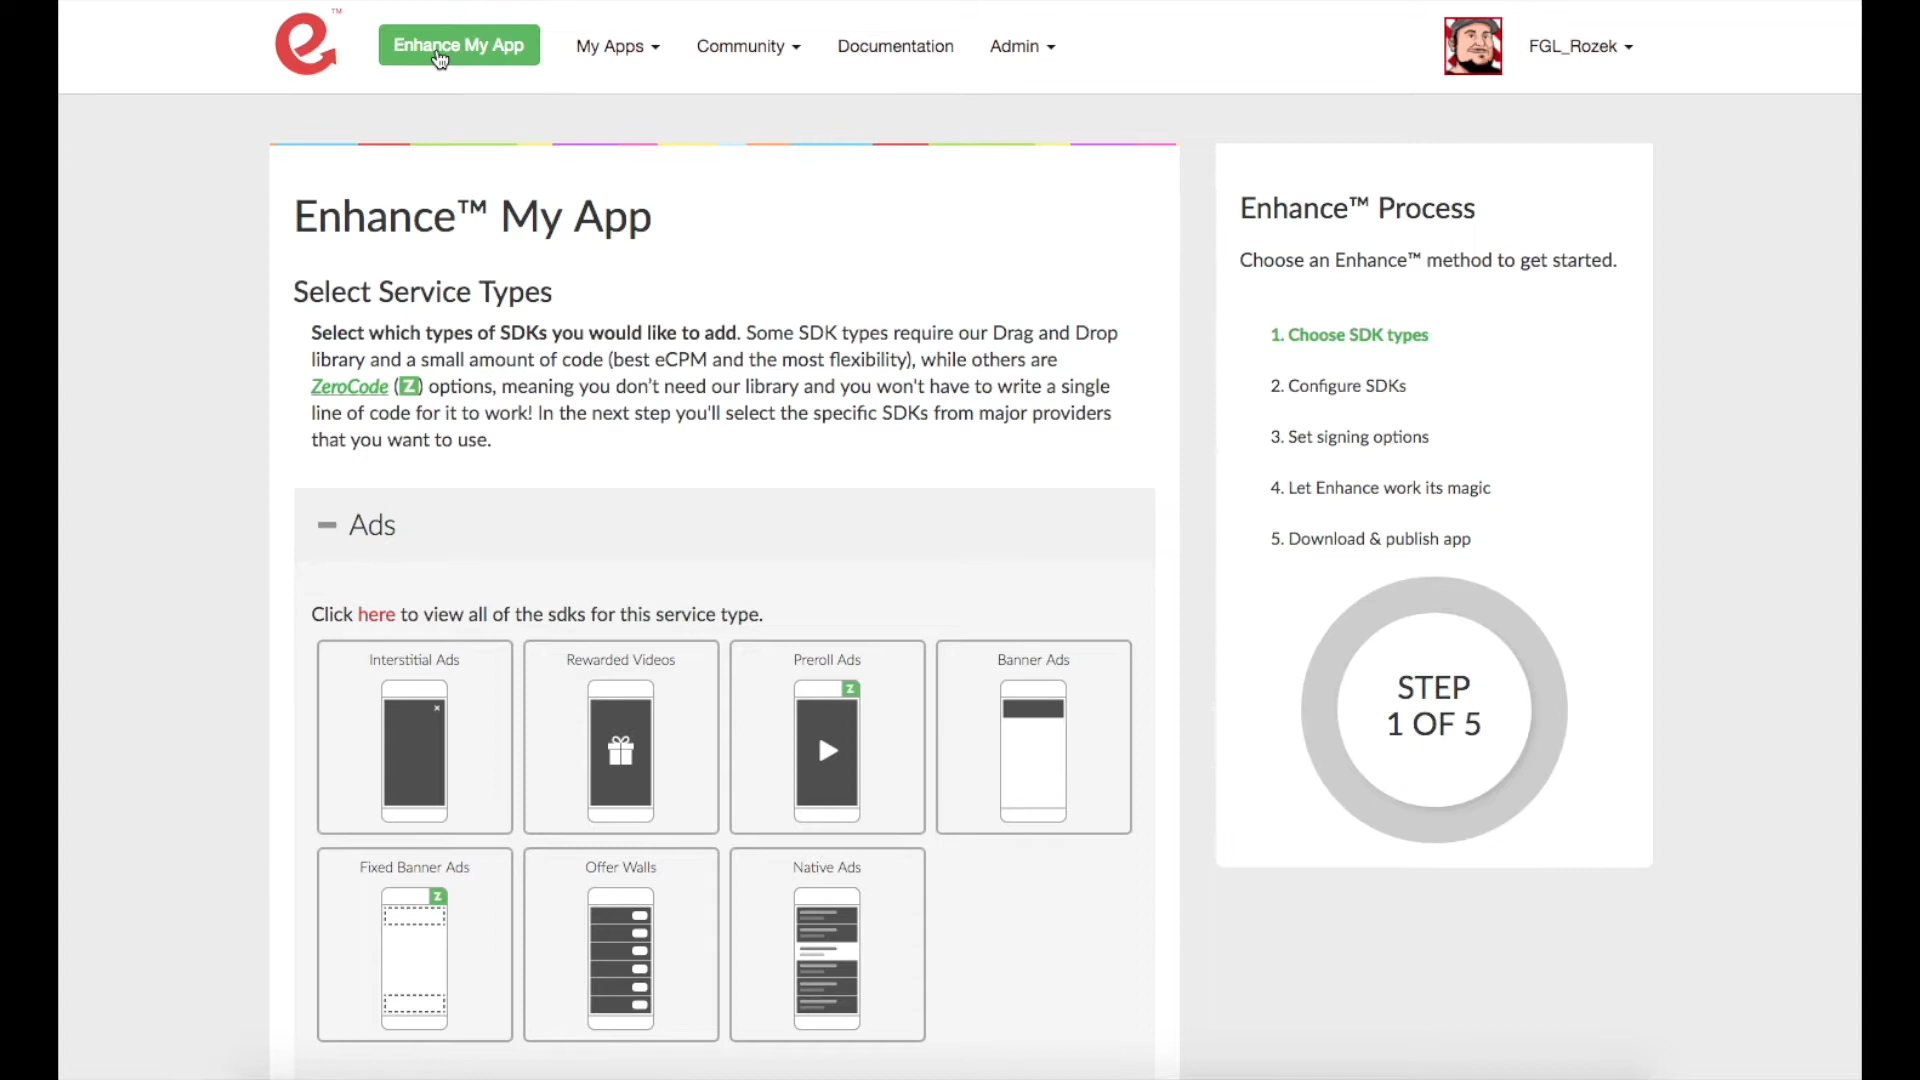 TM
Enhance My App
My Apps
Community
Documentation
Admin
FGL_Rozek
Enhance™ My App
Select Service Types
Select which types of SDKs you would like to add. Some SDK types require our Drag and Drop
library and a small amount of code (best eCPM and the most flexibility), while others are
ZeroCode (Z) options, meaning you don't need our library and you won't have to write a single
line of code for it to work! In the next step you'll select the specific SDKs from major providers
that you want to use.
Ads
Click here to view all of the sdks for this service type.
Interstitial Ads
Rewarded Videos
Preroll Ads
Z
Banner Ads
Fixed Banner Ads
Z
Offer Walls
Native Ads
Enhance™ Process
Choose an Enhance™ method to get started.
1. Choose SDK types
2. Configure SDKs
3. Set signing options
4. Let Enhance work its magic
5. Download & publish app
STEP
1 OF 5